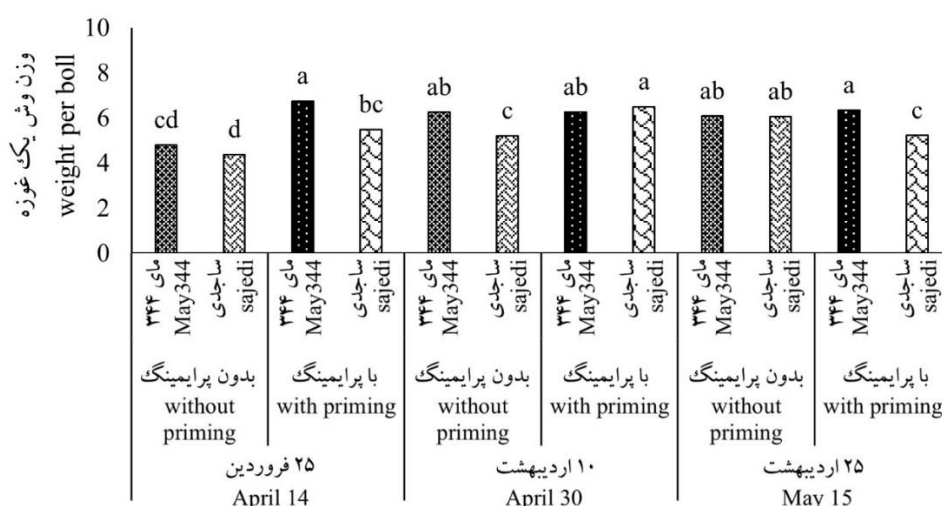 وزن وش یک غوزه
weight per boll
10
8
6
4
2
0
cd
d
a
bc
ab
c
ab
a
ab
ab
a
c
مای ۳۴۴
May344
ساجدی
sajedi
مای ۳۴۴
May344
ساجدی
sajedi
مای ۳۴۴
May344
ساجدی
sajedi
مای ۳۴۴
May344
ساجدی
sajedi
مای ۳۴۴
May344
ساجدی
sajedi
مای ۳۴۴
May344
ساجدی
sajedi
بدون پرایمینگ
without
priming
با پرایمینگ
with priming
بدون پرایمینگ
without
priming
با پرایمینگ
with priming
بدون پرایمینگ
without
priming
با پرایمینگ
with priming
۲۵ فروردین
April 14
۱۰ اردیبهشت
April 30
۲۵ اردیبهشت
May 15